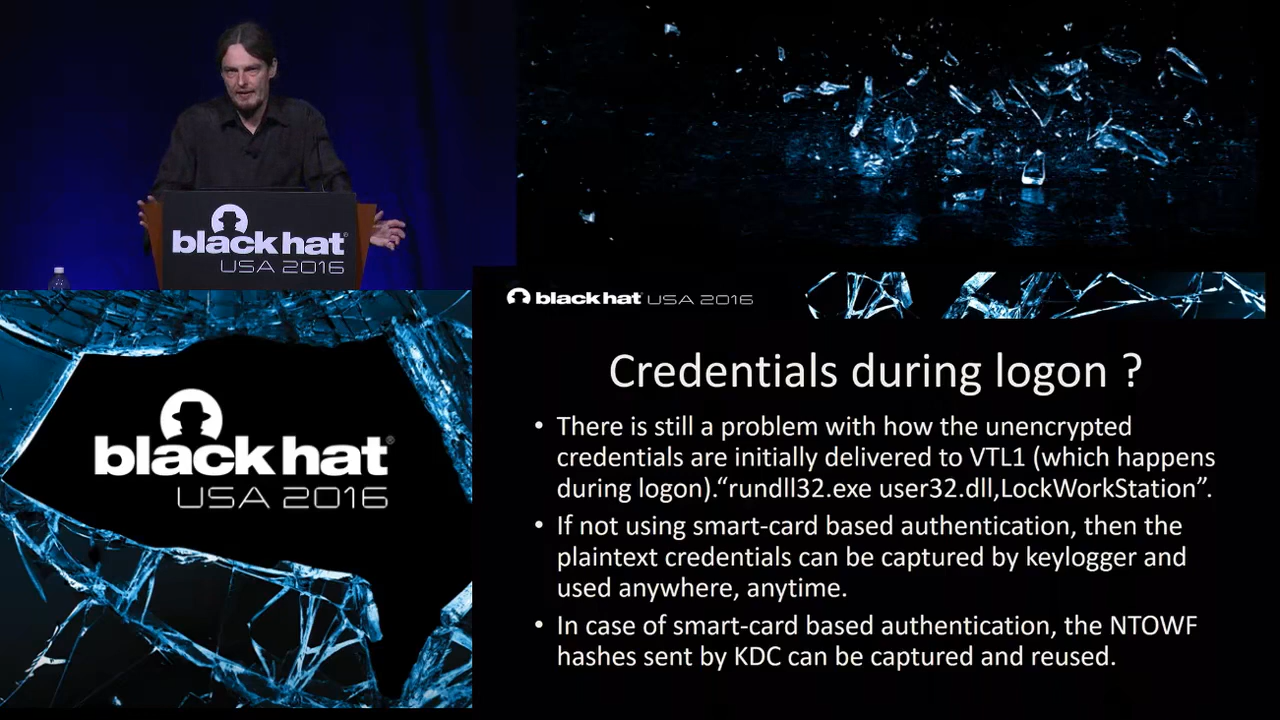 black hat
USA 2016
black hat USA 2016
black hat®
USA 2016
Credentials during logon ?
• There is still a problem with how the unencrypted
credentials are initially delivered to VTL1 (which happens
during logon).“rundll32.exe user32.dll,LockWorkStation”.
• If not using smart-card based authentication, then the
plaintext credentials can be captured by keylogger and
used anywhere, anytime.
• In case of smart-card based authentication, the NTOWF
hashes sent by KDC can be captured and reused.